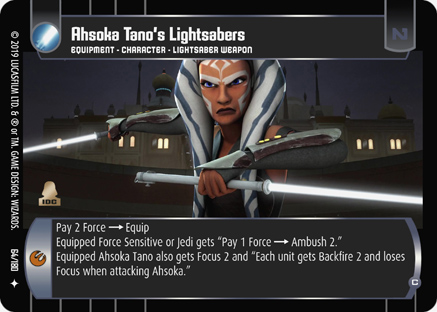 Ahsoka Tano's Lightsabers
N
EQUIPMENT - CHARACTER - LIGHTSABER WEAPON
IDC
Pay 2 Force → Equip
Equipped Force Sensitive or Jedi gets “Pay 1 Force → Ambush 2.”
Equipped Ahsoka Tano also gets Focus 2 and “Each unit gets Backfire 2 and loses
Focus when attacking Ahsoka.”
C
© 2019 LUCASFILM LTD. & ® or TM. GAME DESIGN: WIZARDS.
64/180